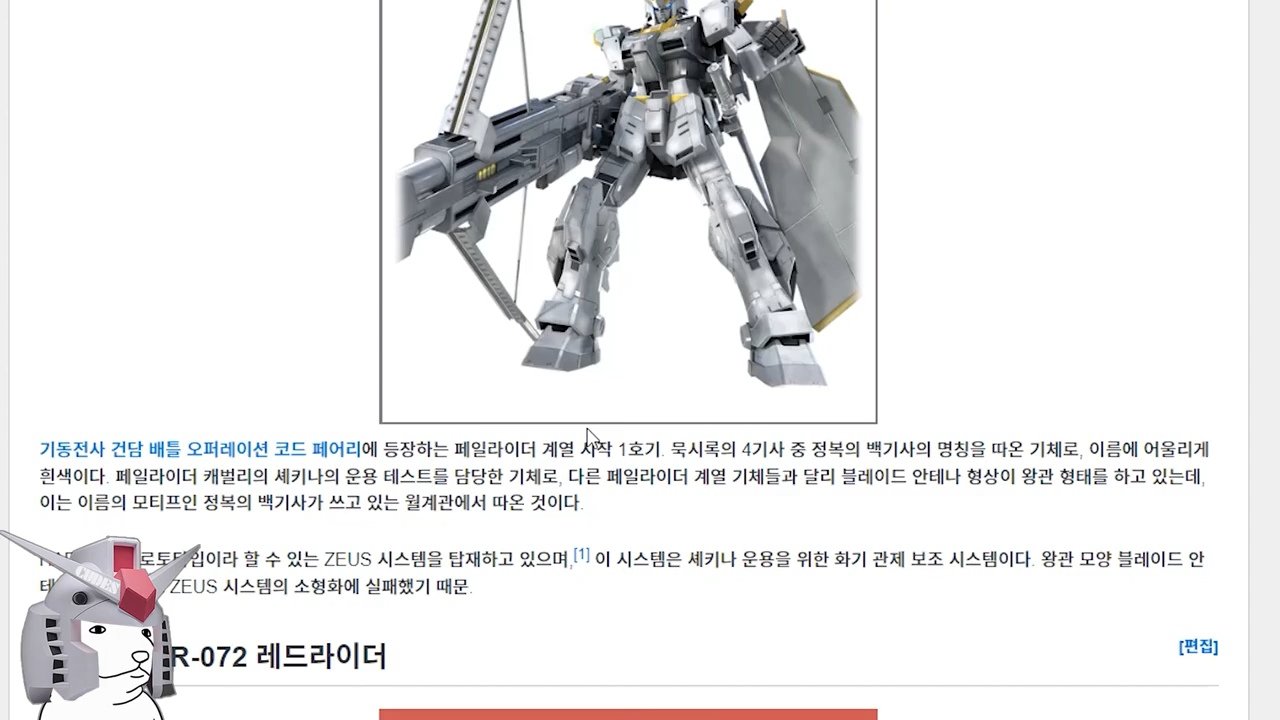 기동전사 건담 배틀 오퍼레이션 코드 페어리에 등장하는 페일라이더 계열 시작 1호기. 묵시록의 4기사 중 정복의 백기사의 명칭을 따온 기체로, 이름에 어울리게
흰색이다. 페일라이더 캐벌리의 셰키나의 운용 테스트를 담당한 기체로, 다른 페일라이더 계열 기체들과 달리 블레이드 안테나 형상이 왕관 형태를 하고 있는데,
이는 이름의 모티프인 정복의 백기사가 쓰고 있는 월계관에서 따온 것이다.
이라 할 수 있는 ZEUS 시스템을 탑재하고 있으며,[1] 이 시스템은 셰키나 운용을 위한 화기 관제 보조 시스템이다. 왕관 모양 블레이드 안
ZEUS 시스템의 소형화에 실패했기 때문.
R-072 레드라이더
[편집]